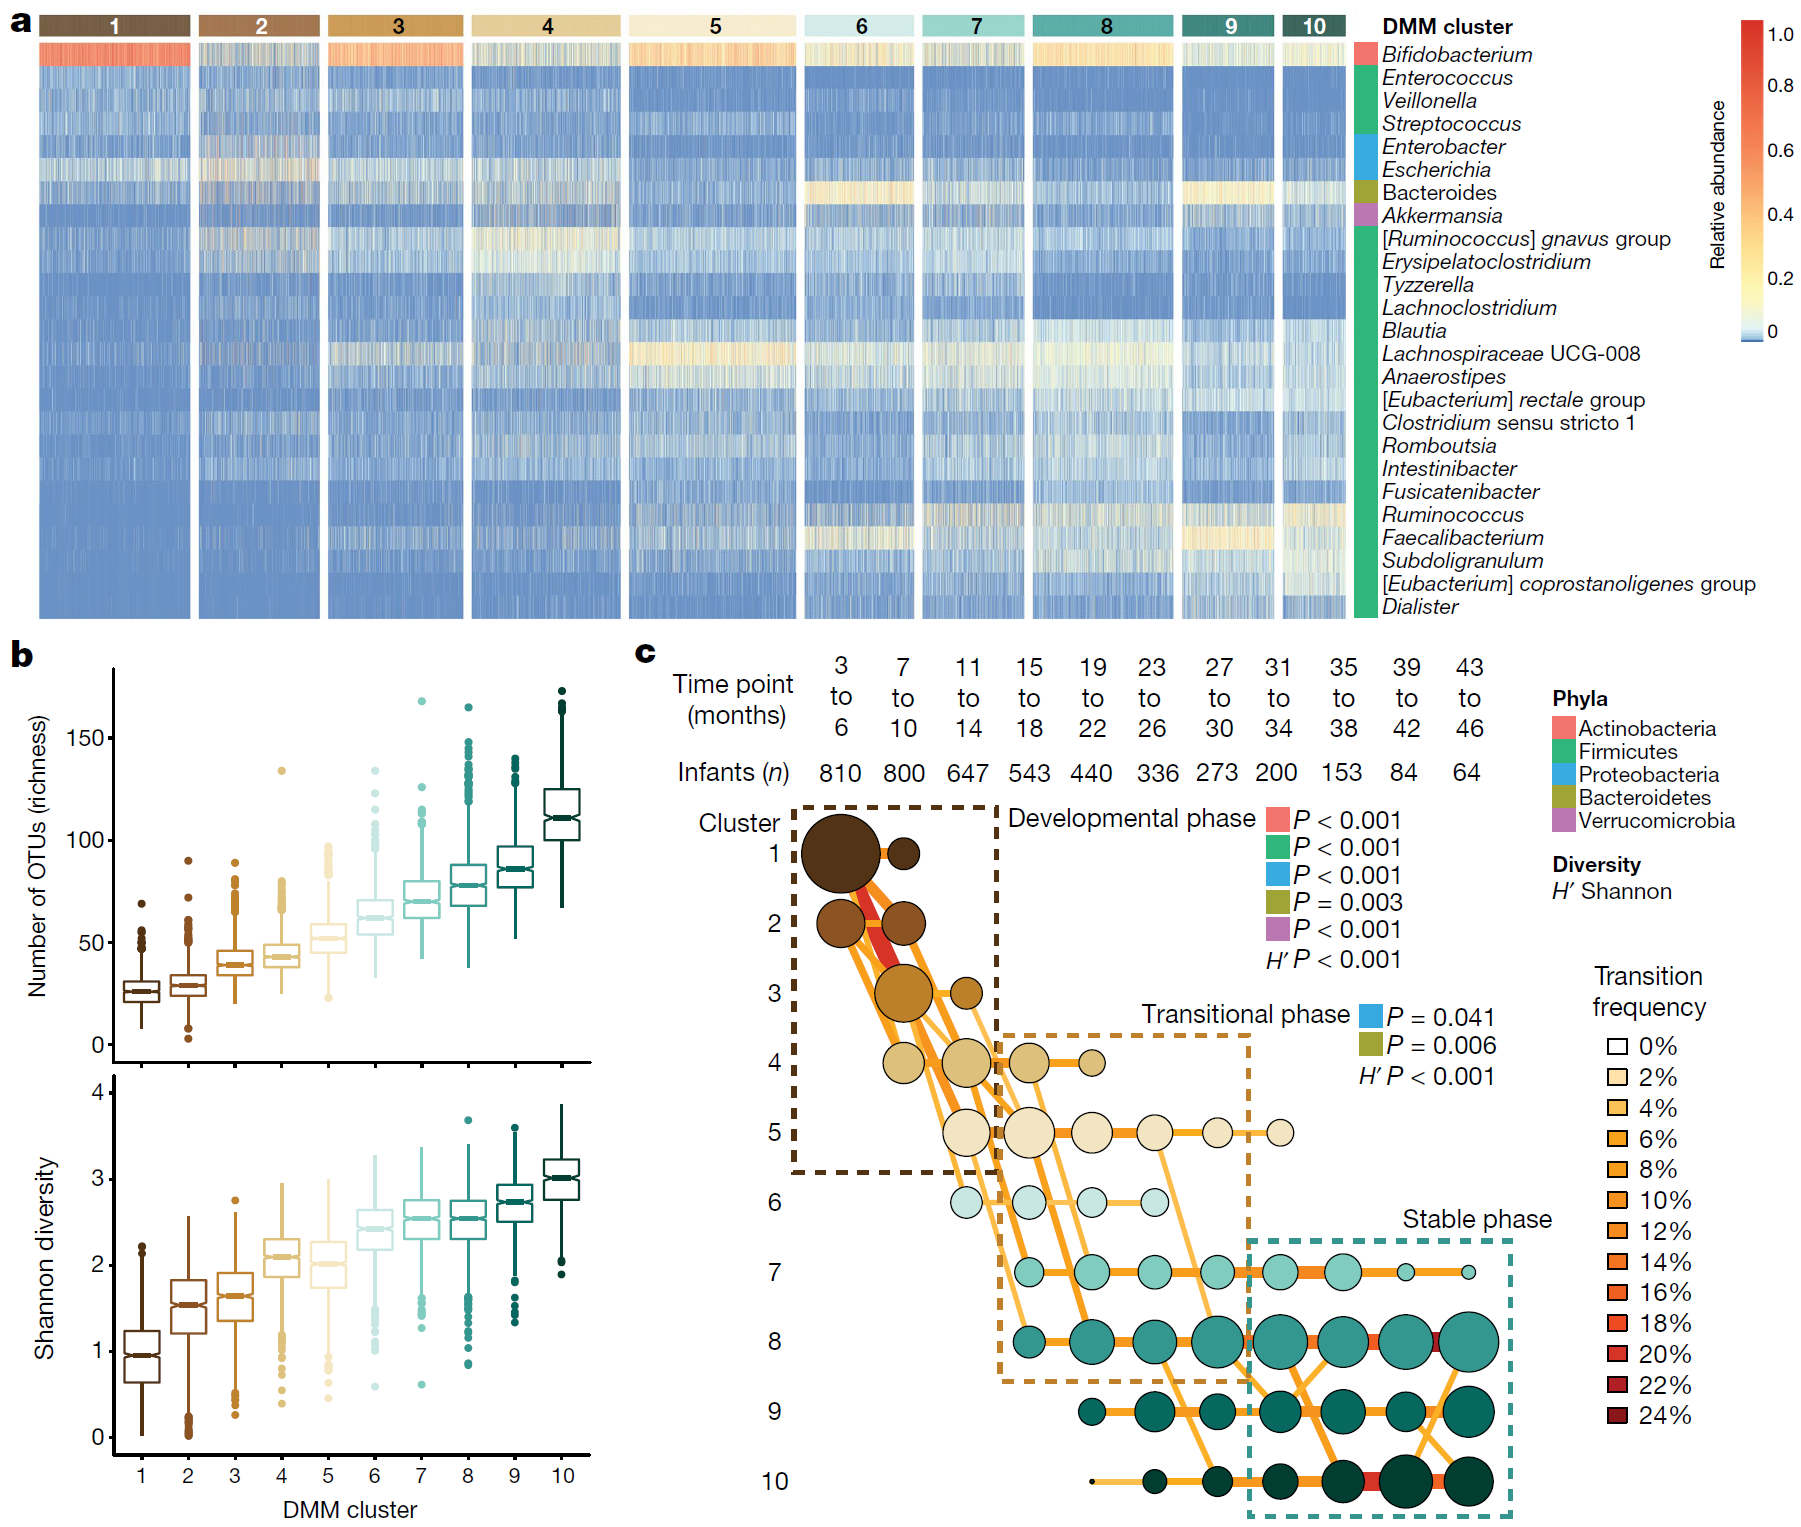 a
1 2 3 4 5 6 7 8 9 10 DMM cluster
Bifidobacterium
Enterococcus
Veillonella
Streptococcus
Enterobacter
Escherichia
Bacteroides
Akkermansia
[Ruminococcus] gnavus group
Erysipelatoclostridium
Tyzzerella
Lachnoclostridium
Blautia
Lachnospiraceae UCG-008
Anaerostipes
[Eubacterium] rectale group
Clostridium sensu stricto 1
Romboutsia
Intestinibacter
Fusicatenibacter
Ruminococcus
Faecalibacterium
Subdoligranulum
[Eubacterium] coprostanoligenes group
Dialister
Relative abundance
1.0
0.8
0.6
0.4
0.2
0
b
Number of OTUs (richness)
150
100
50
0
Shannon diversity
4
3
2
1
0
1 2 3 4 5 6 7 8 9 10
DMM cluster
c
Time point
(months)
3 7 11 15 19 23 27 31 35 39 43
to to to to to to to to to to to
6 10 14 18 22 26 30 34 38 42 46
Infants (n) 810 800 647 543 440 336 273 200 153 84 64
Cluster
1
2
3
4
5
6
7
8
9
10
Developmental phase
P < 0.001
P < 0.001
P < 0.001
P = 0.003
P < 0.001
H′ P < 0.001
Transitional phase
P = 0.041
P = 0.006
H′ P < 0.001
Stable phase
Phyla
Actinobacteria
Firmicutes
Proteobacteria
Bacteroidetes
Verrucomicrobia
Diversity
H′ Shannon
Transition
frequency
0%
2%
4%
6%
8%
10%
12%
14%
16%
18%
20%
22%
24%